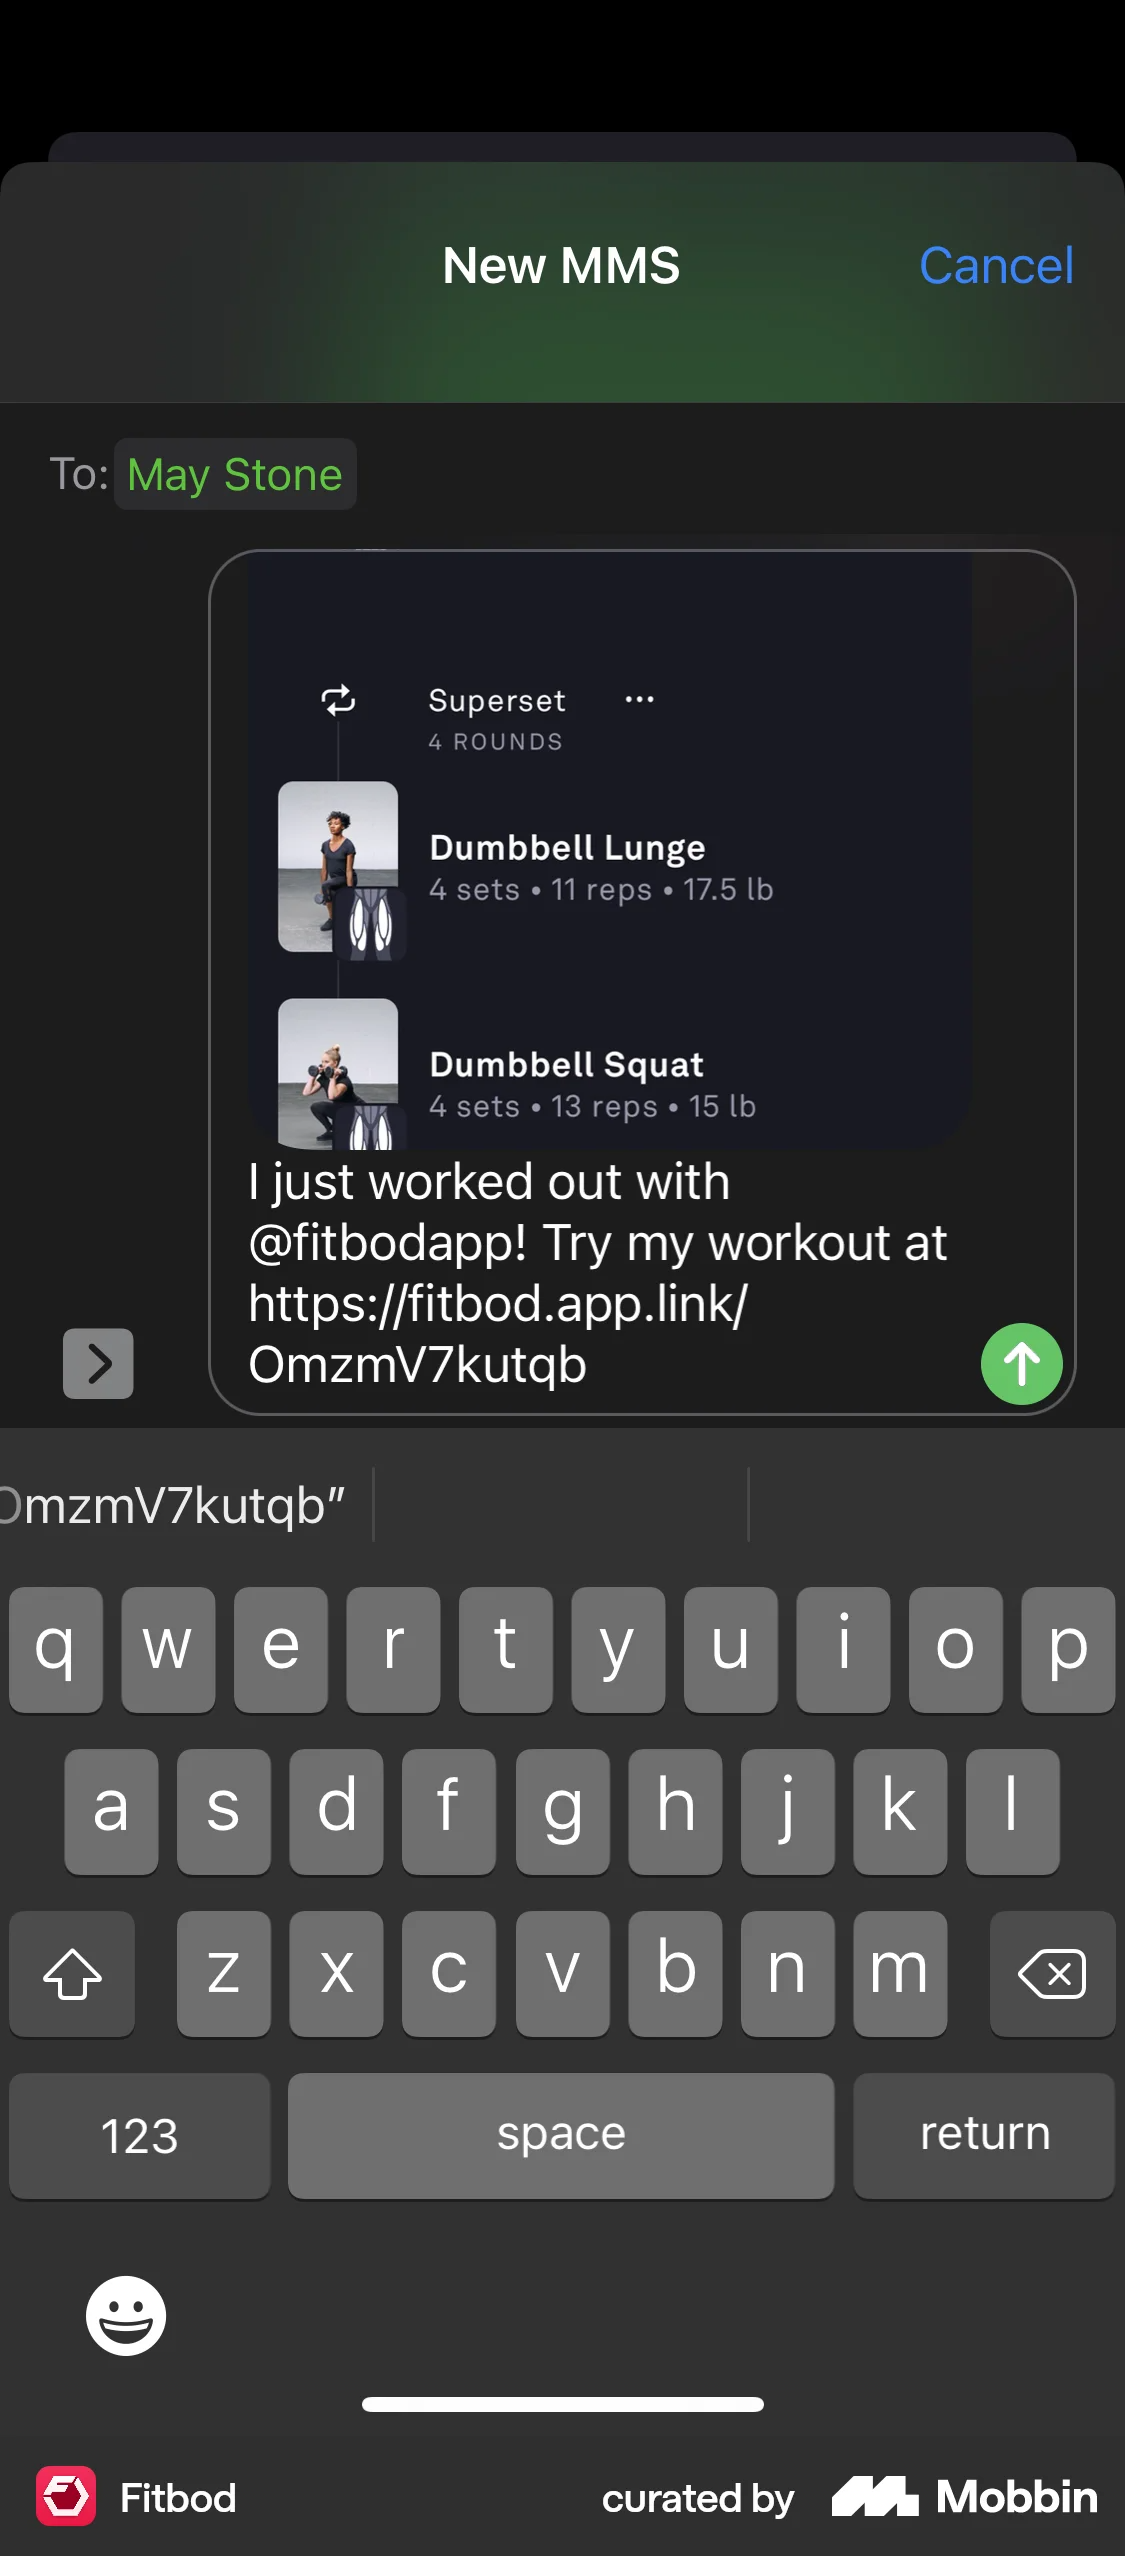 New MMS
Cancel
To: May Stone
Superset
4 ROUNDS
Dumbbell Lunge
4 sets • 11 reps • 17.5 lb
Dumbbell Squat
4 sets • 13 reps • 15 lb
I just worked out with
@fitbodapp! Try my workout at
https://fitbod.app.link/
OmzmV7kutqb
OmzmV7kutqb”
q w e r t y u i o p
a s d f g h j k l
z x c v b n m
123 space return
Fitbod
curated by Mobbin